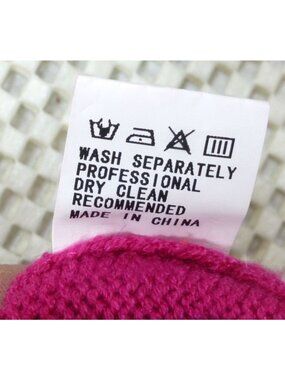 WASH SEPARATELY
PROFESSIONAL
DRY CLEAN
RECOMMENDED
MADE IN CHINA